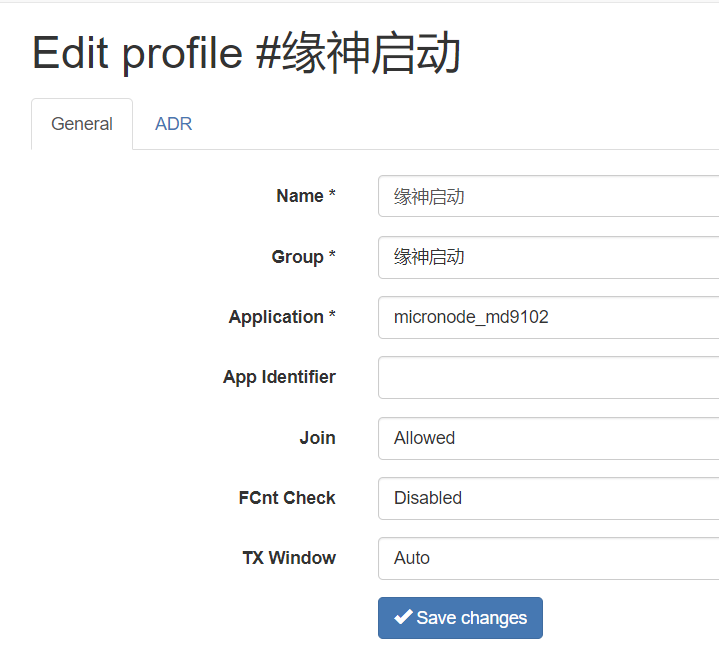 Edit profile #缘神启动
General ADR
Name * 缘神启动
Group * 缘神启动
Application * micronode_md9102
App Identifier
Join Allowed
FCnt Check Disabled
TX Window Auto
Save changes